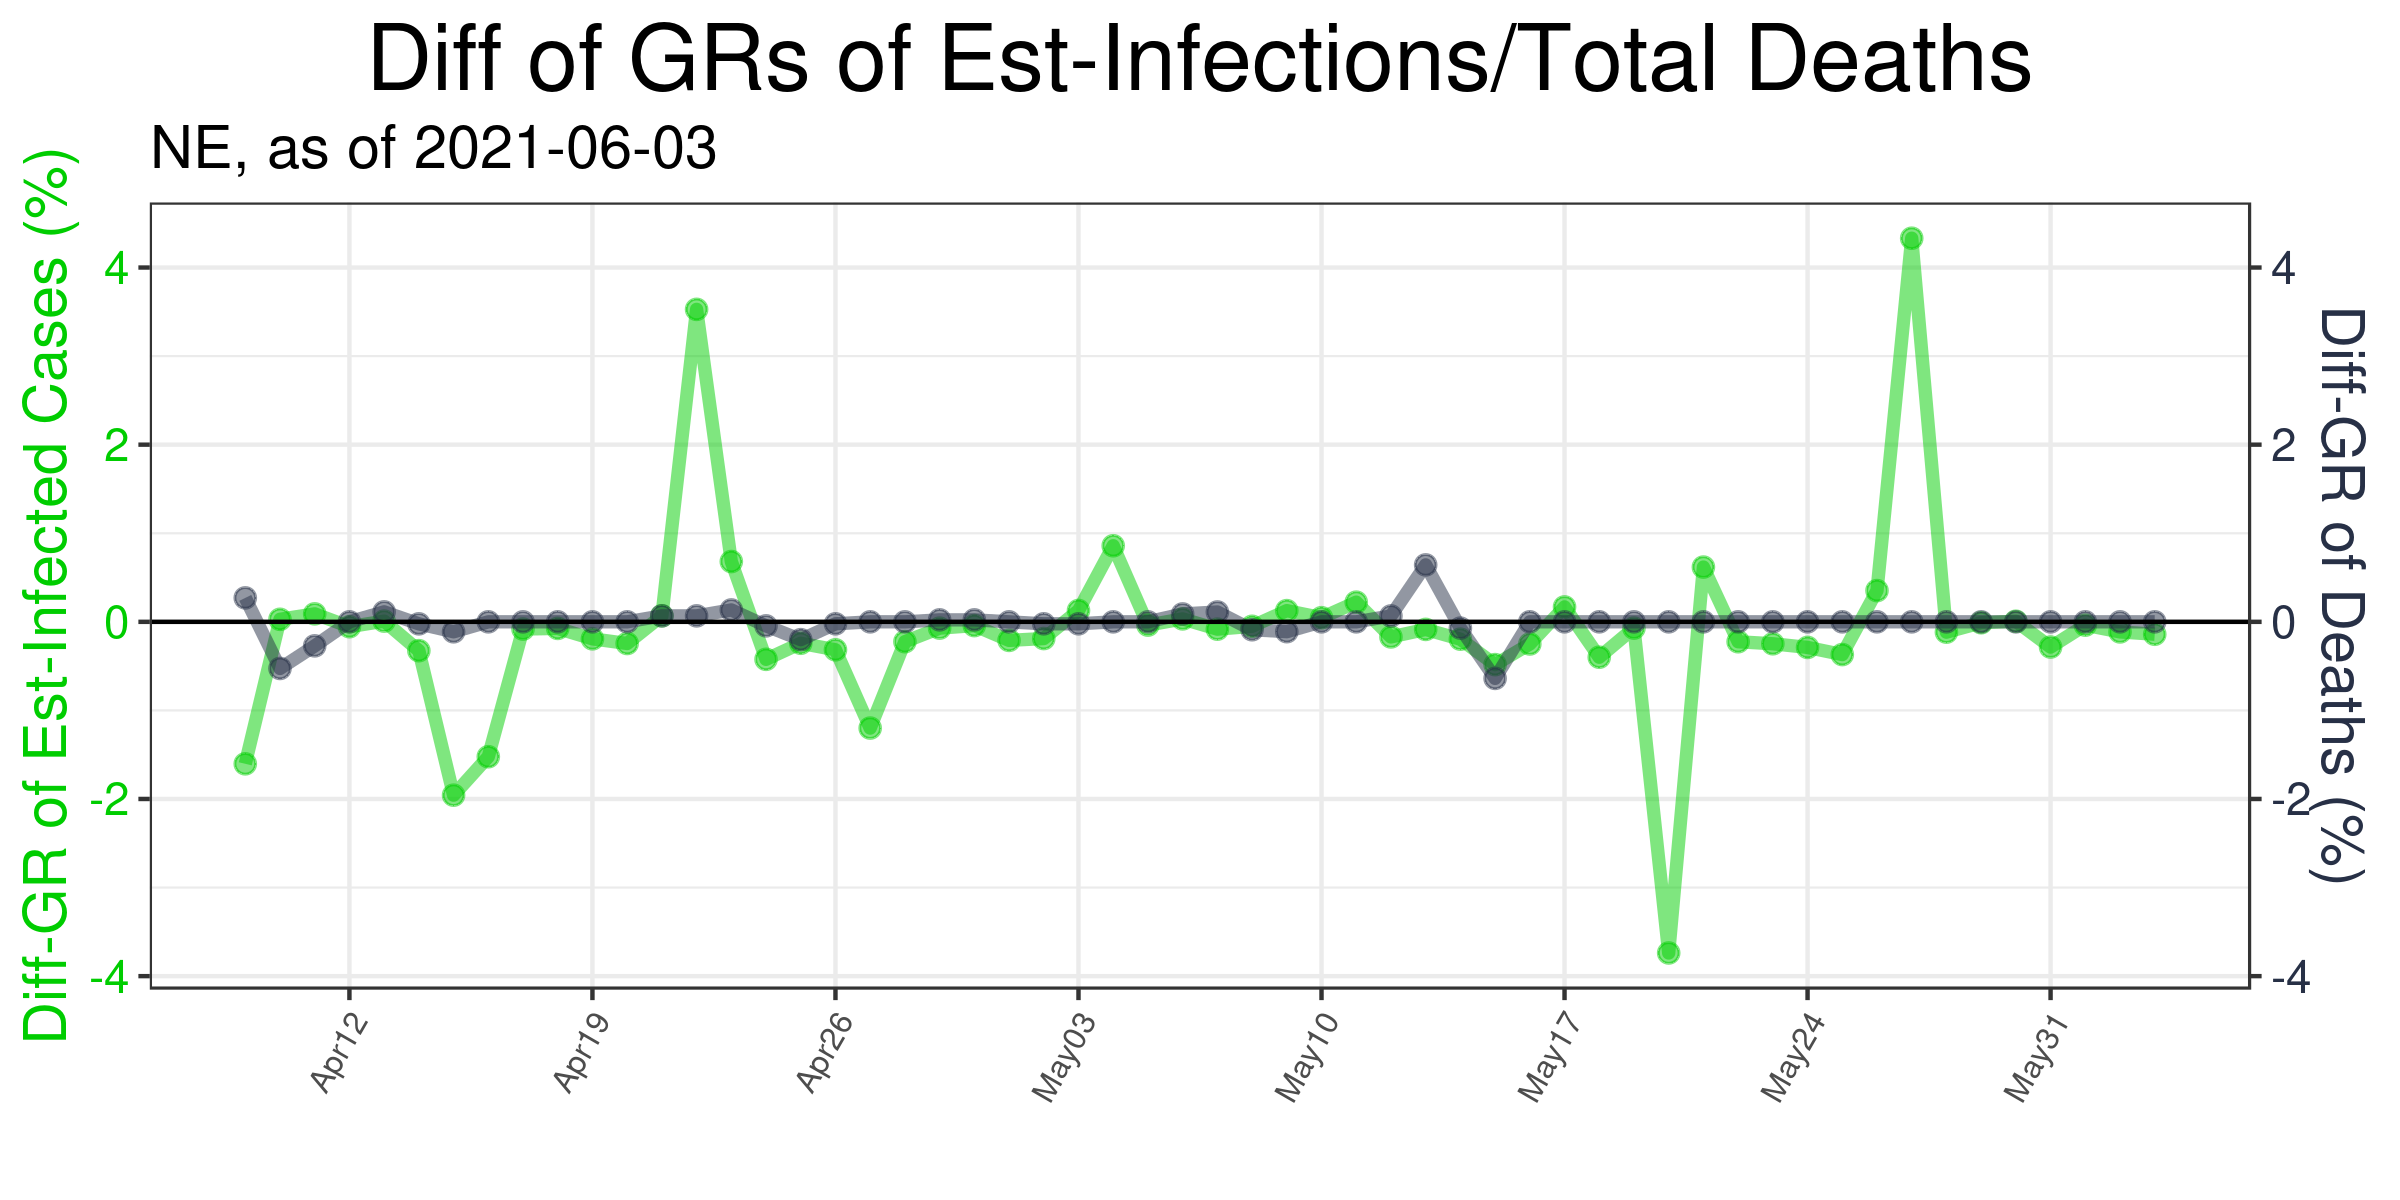 Diff of GRs of Est-Infections/Total Deaths
NE, as of 2021-06-03
Diff-GR of Est-Infected Cases (%)
4
2
0
-2
-4
4
2
0
-2
-4
Diff-GR of Deaths (%)
Apr12
Apr19
Apr26
May03
May10
May17
May24
May31